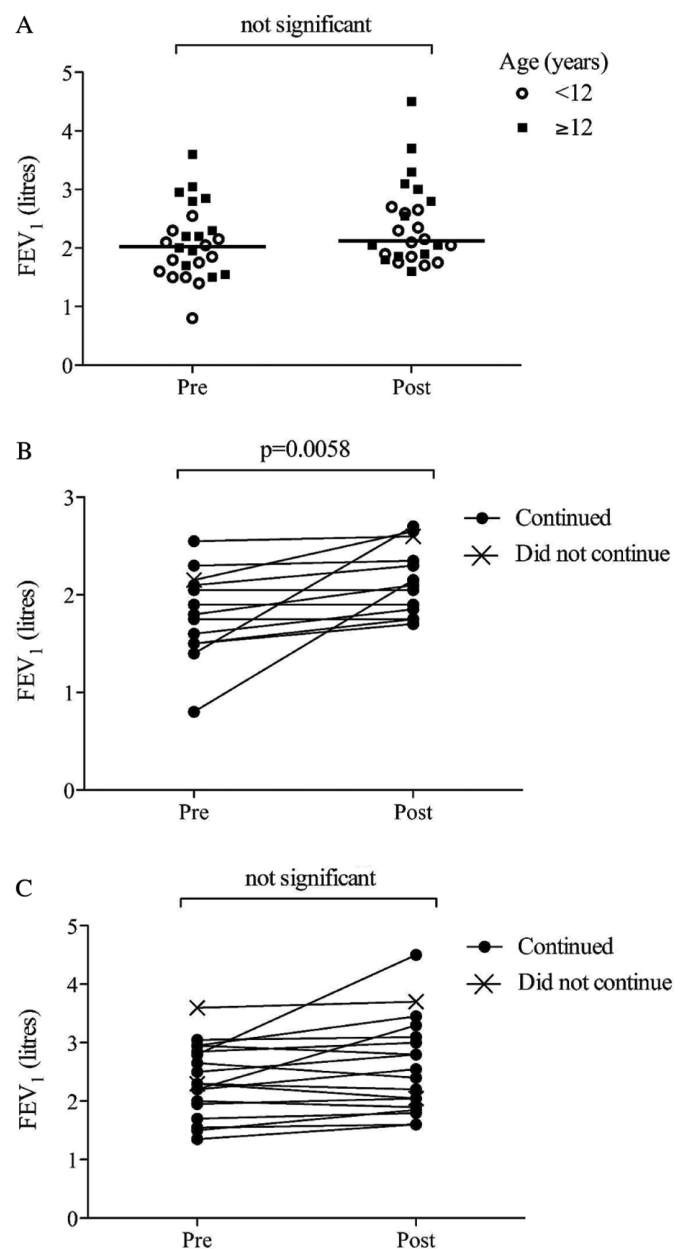 A
not significant
Age (years)
<12
≥12
FEV1 (litres)
5
4
3
2
1
0
Pre
Post
B
p=0.0058
Continued
Did not continue
FEV1 (litres)
3
2
1
0
Pre
Post
C
not significant
Continued
Did not continue
FEV1 (litres)
5
4
3
2
1
0
Pre
Post